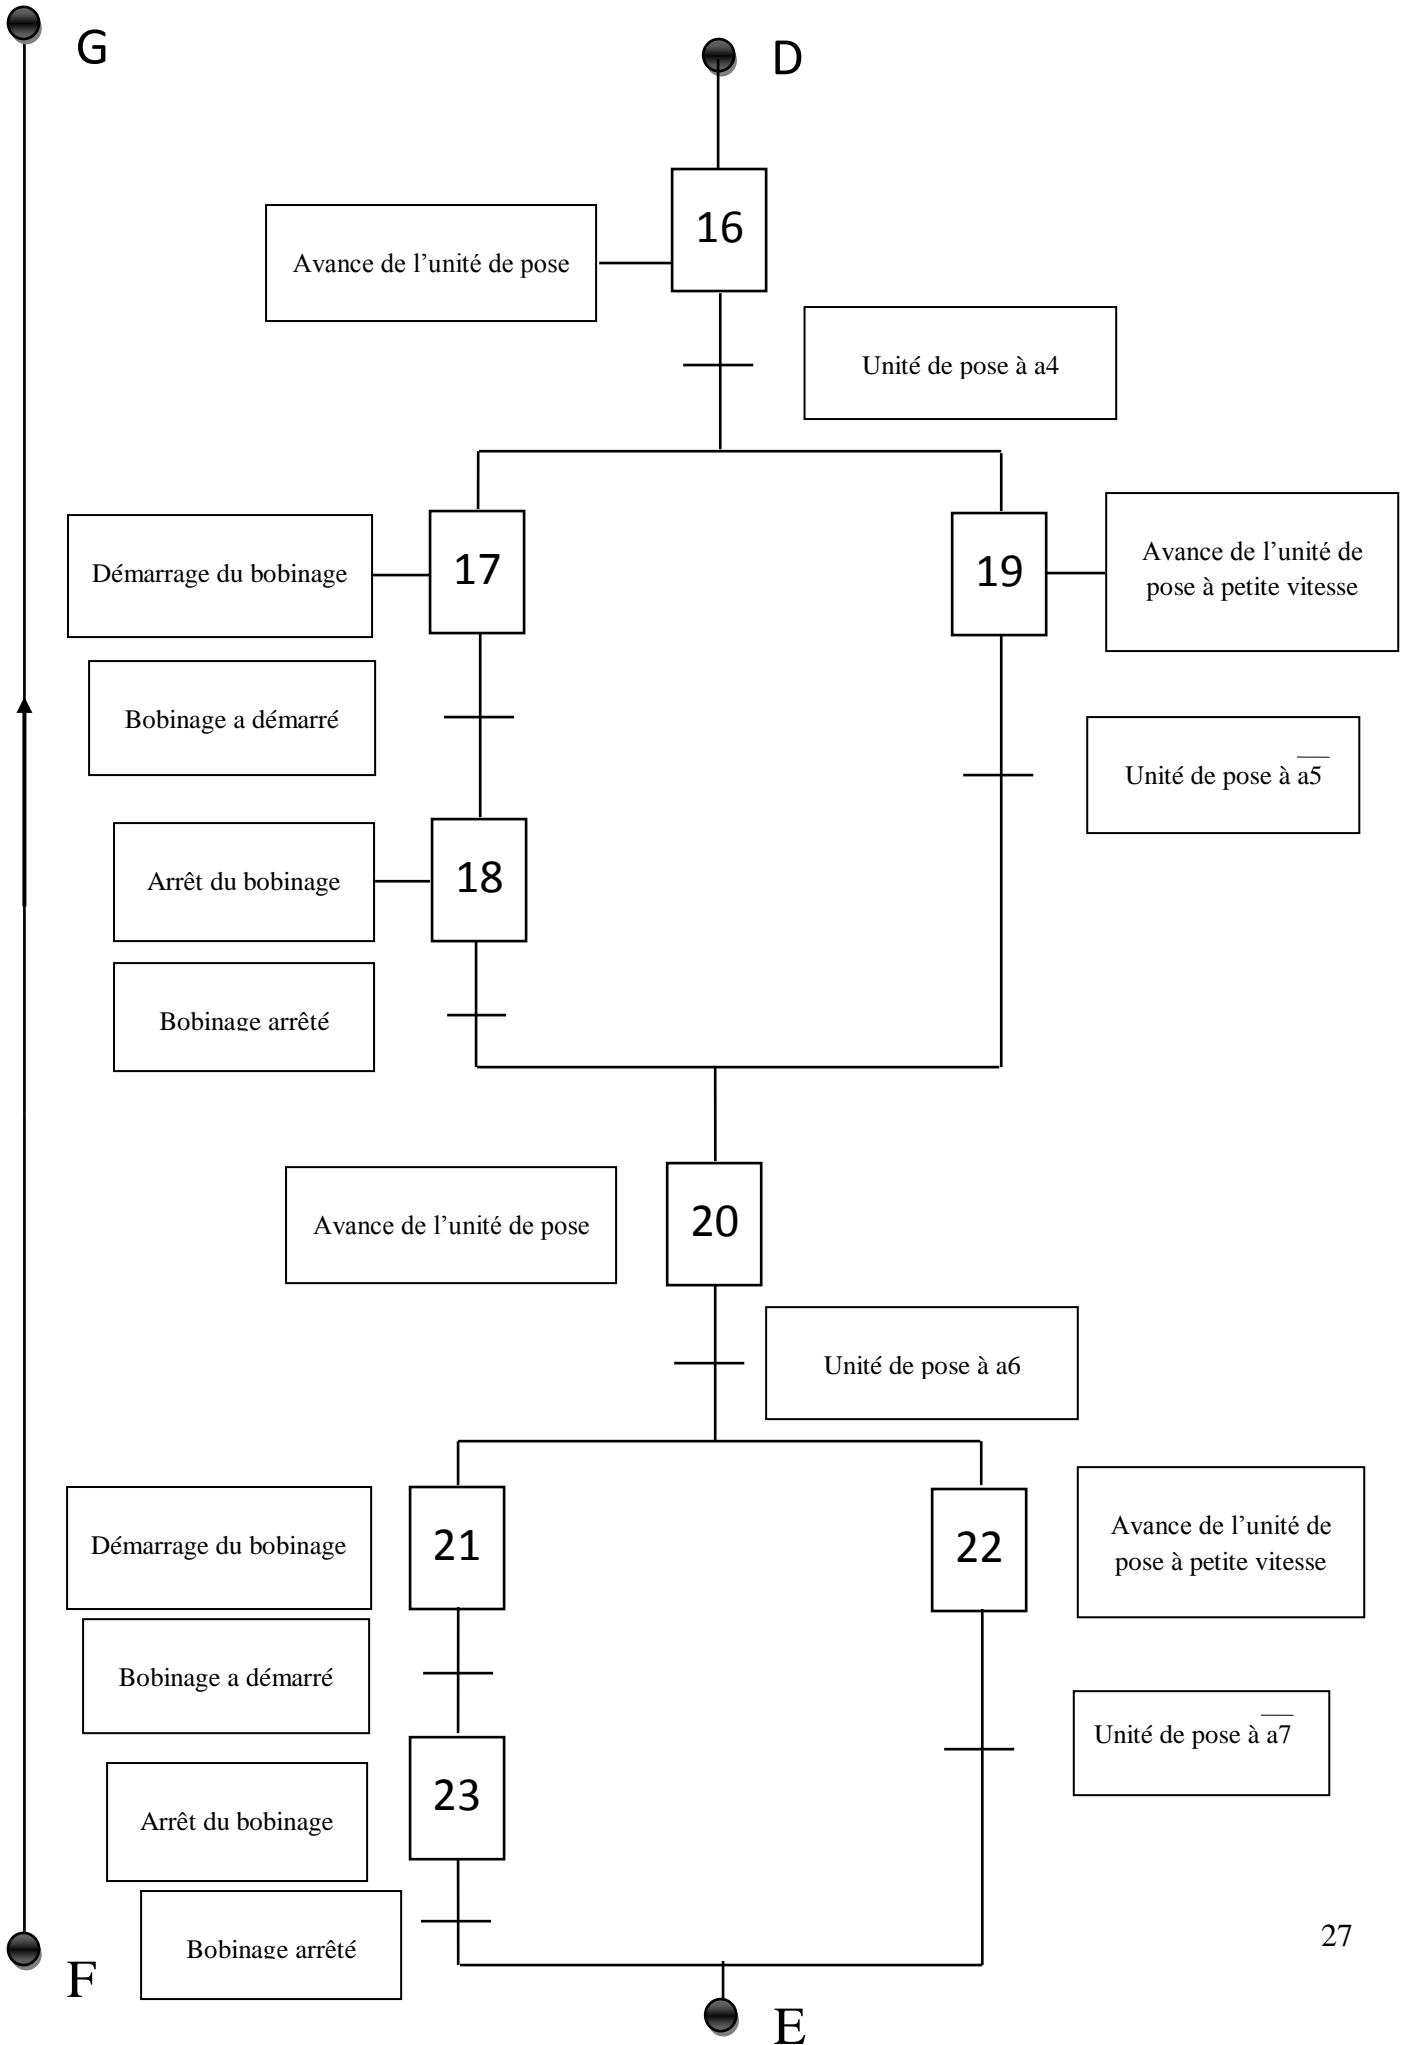 G
D
16
Avance de l’unité de pose
Unité de pose à a4
17
Démarrage du bobinage
19
Avance de l’unité de
pose à petite vitesse
Bobinage a démarré
Unité de pose à a5
18
Arrêt du bobinage
Bobinage arrêté
20
Avance de l’unité de pose
Unité de pose à a6
21
Démarrage du bobinage
22
Avance de l’unité de
pose à petite vitesse
Bobinage a démarré
Unité de pose à a7
23
Arrêt du bobinage
Bobinage arrêté
27
F
E